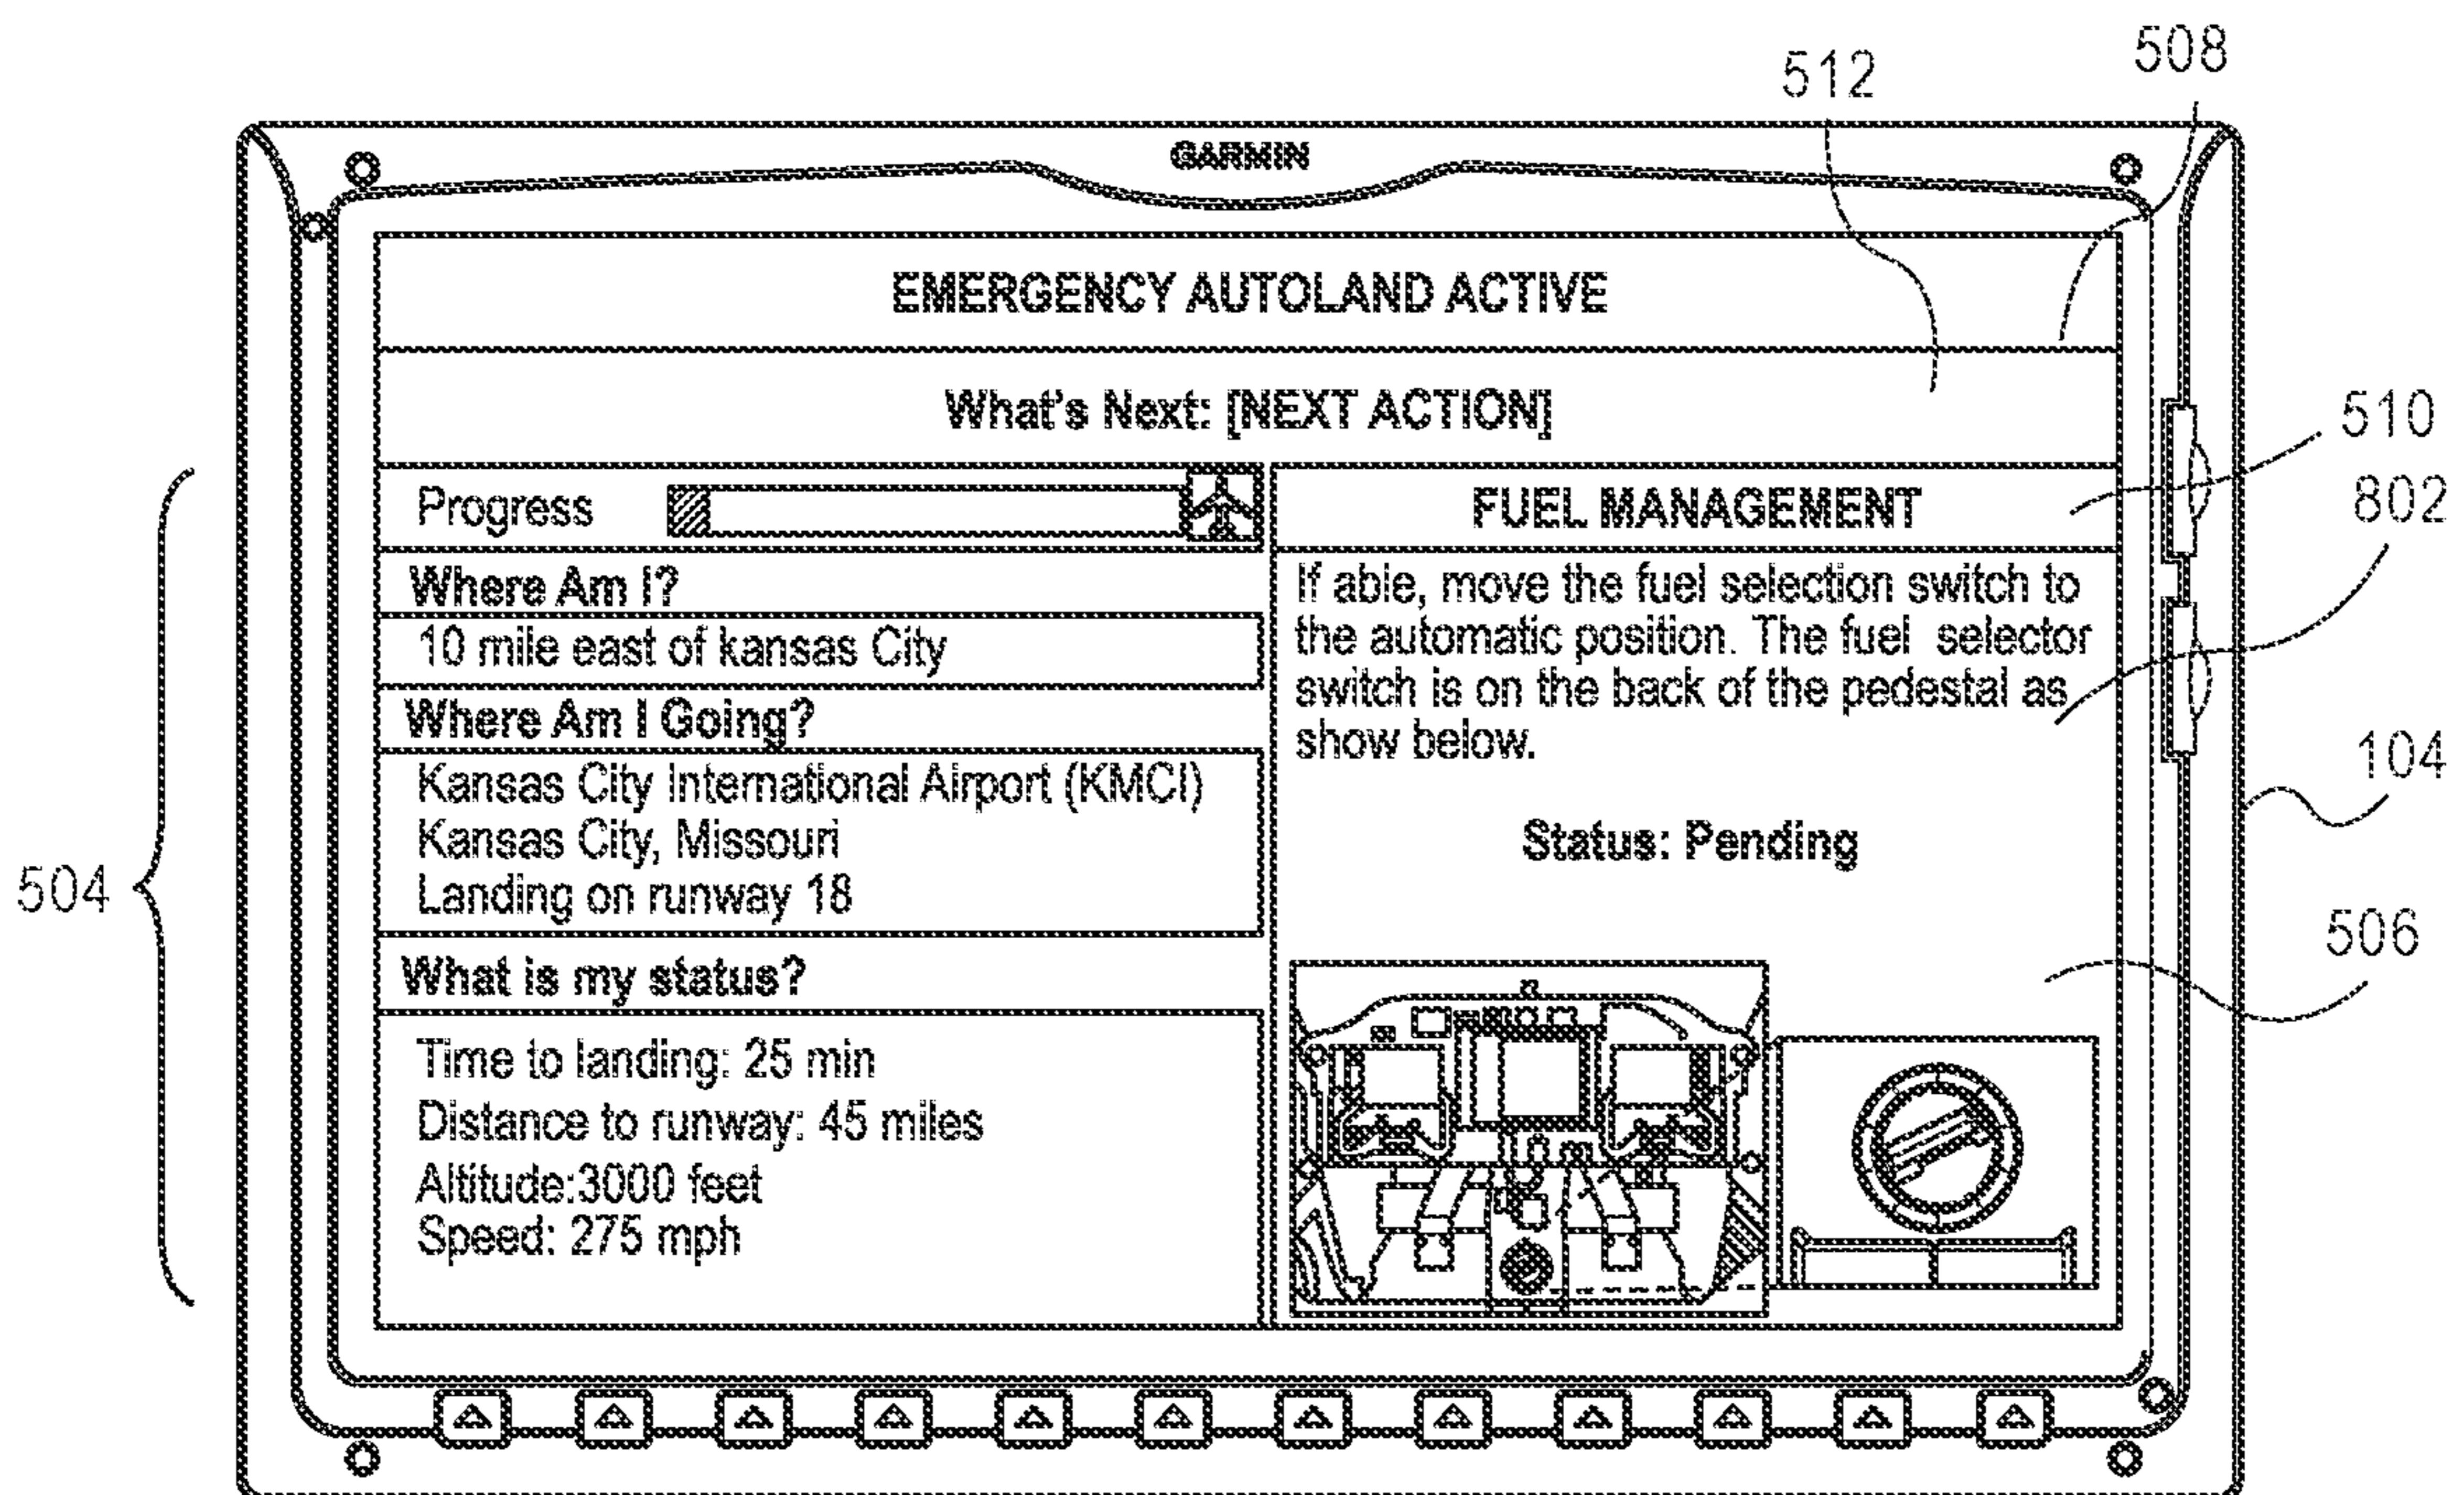 512
508
GARMIN
EMERGENCY AUTOLAND ACTIVE
What's Next: [NEXT ACTION]
510
802
104
506
504
Progress
Where Am I?
10 mile east of kansas City
Where Am I Going?
Kansas City International Airport (KMCI)
Kansas City, Missouri
Landing on runway 18
What is my status?
Time to landing: 25 min
Distance to runway: 45 miles
Altitude:3000 feet
Speed: 275 mph
FUEL MANAGEMENT
If able, move the fuel selection switch to
the automatic position. The fuel selector
switch is on the back of the pedestal as
show below.
Status: Pending